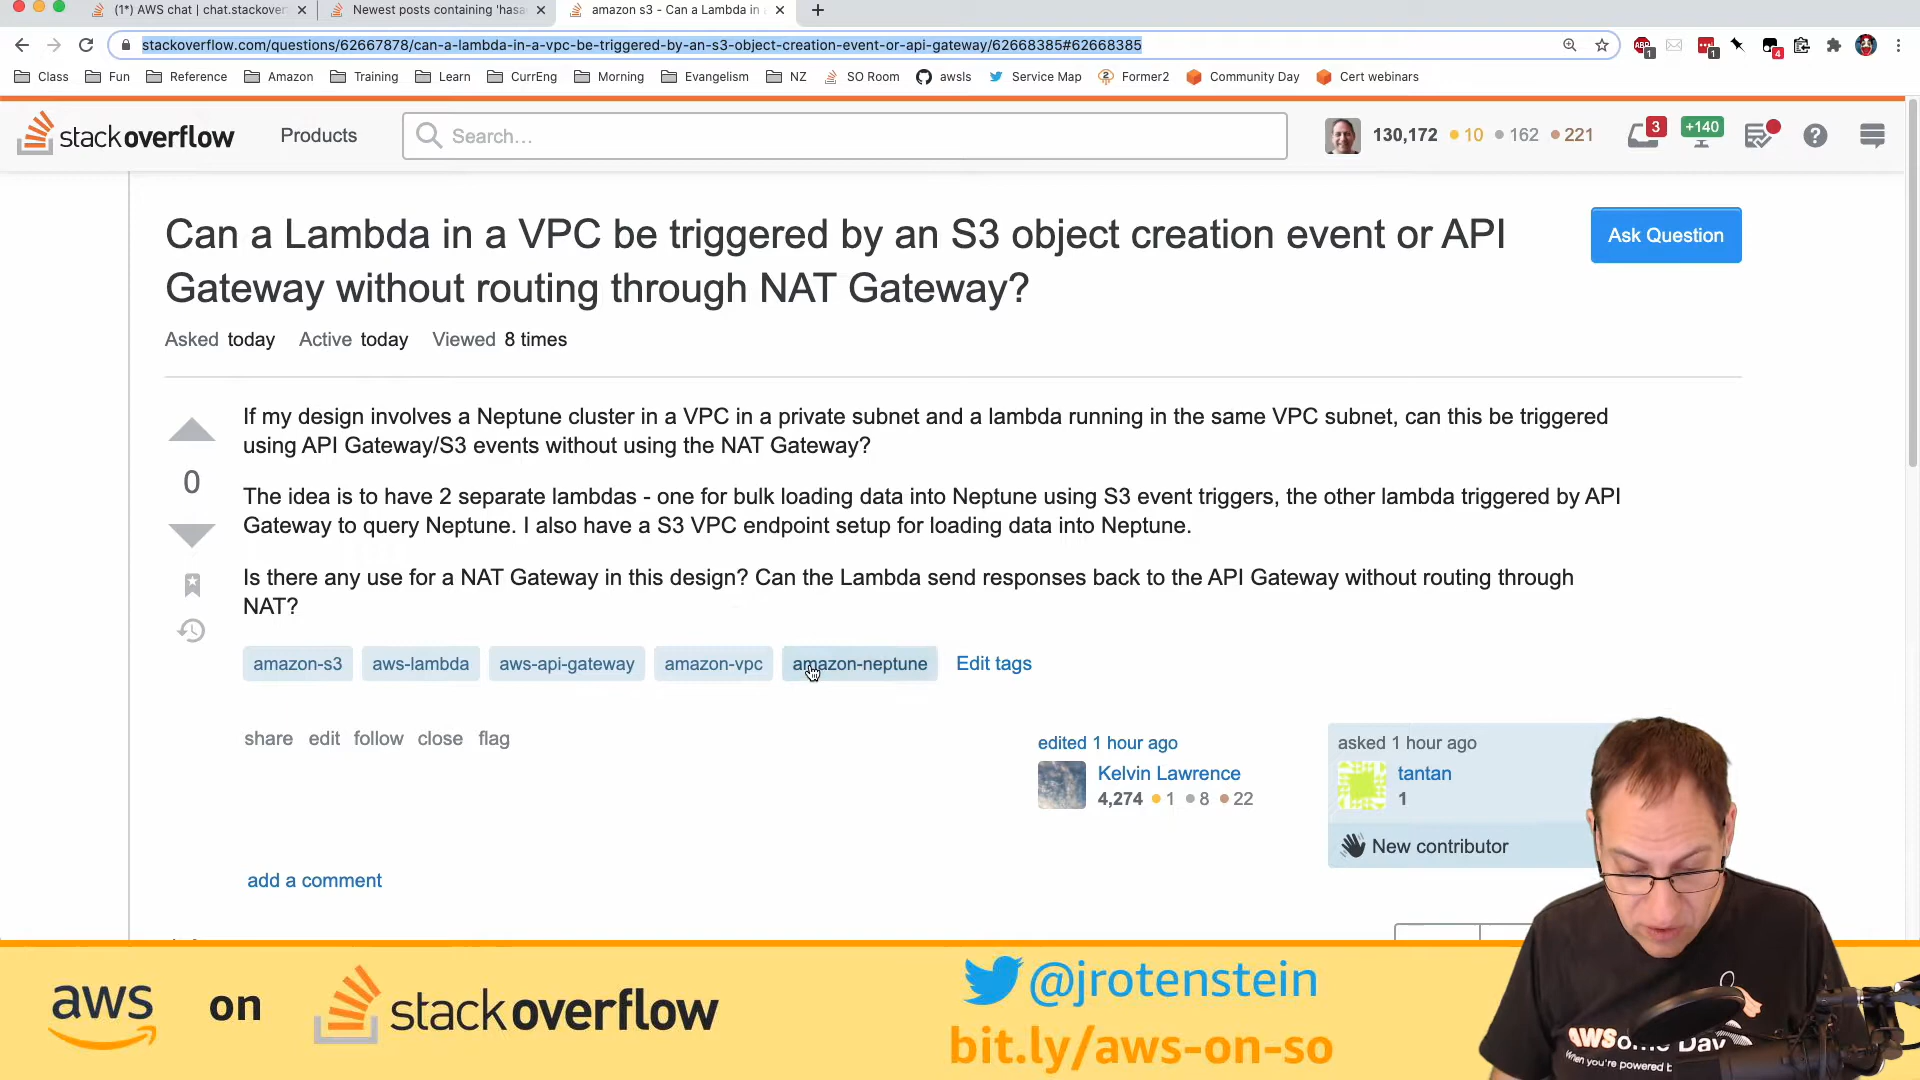 (1*) AWS chat | chat.stackover
Newest posts containing 'hasa
amazon s3 - Can a Lambda in a
stackoverflow.com/questions/62667878/can-a-lambda-in-a-vpc-be-triggered-by-an-s3-object-creation-event-or-api-gateway/62668385#62668385
1
1
4
Class
Fun
Reference
Amazon
Training
Learn
CurrEng
Morning
Evangelism
NZ
SO Room
awsls
Service Map
Former2
Community Day
Cert webinars
stackoverflow
Products
Search…
130,172 10 162 221
3
+140
Can a Lambda in a VPC be triggered by an S3 object creation event or API
Gateway without routing through NAT Gateway?
Ask Question
Asked today Active today Viewed 8 times
0
If my design involves a Neptune cluster in a VPC in a private subnet and a lambda running in the same VPC subnet, can this be triggered
using API Gateway/S3 events without using the NAT Gateway?
The idea is to have 2 separate lambdas - one for bulk loading data into Neptune using S3 event triggers, the other lambda triggered by API
Gateway to query Neptune. I also have a S3 VPC endpoint setup for loading data into Neptune.
Is there any use for a NAT Gateway in this design? Can the Lambda send responses back to the API Gateway without routing through
NAT?
amazon-s3 aws-lambda aws-api-gateway amazon-vpc amazon-neptune Edit tags
share edit follow close flag
edited 1 hour ago
Kelvin Lawrence
4,274 1 8 22
asked 1 hour ago
tantan
1
New contributor
add a comment
aws on stackoverflow
@jrotenstein
bit.ly/aws-on-so
AWSome Day
When you're powered b